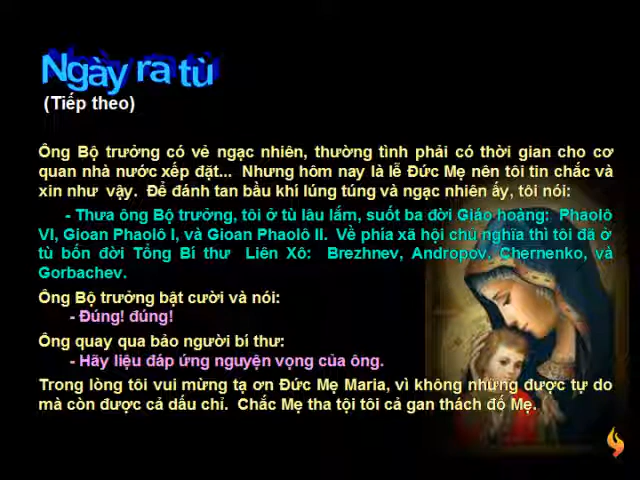 Ngày ra tù
(Tiếp theo)
Ông Bộ trưởng có vẻ ngạc nhiên, thường tình phải có thời gian cho cơ
quan nhà nước xếp đặt... Nhưng hôm nay là lễ Đức Mẹ nên tôi tin chắc và
xin như vậy. Để đánh tan bầu khí lúng túng và ngạc nhiên ấy, tôi nói:
- Thưa ông Bộ trưởng, tôi ở tù lâu lắm, suốt ba đời Giáo hoàng: Phaolô
VI, Gioan Phaolô I, và Gioan Phaolô II. Về phía xã hội chủ nghĩa thì tôi đã ở
tù bốn đời Tổng Bí thư Liên Xô: Brezhnev, Andropov, Chernenko, và
Gorbachev.
Ông Bộ trưởng bật cười và nói:
- Đúng! đúng!
Ông quay qua bảo người bí thư:
- Hãy liệu đáp ứng nguyện vọng của ông.
Trong lòng tôi vui mừng tạ ơn Đức Mẹ Maria, vì không những được tự do
mà còn được cả dấu chỉ. Chắc Mẹ tha tội tôi cả gan thách đố Mẹ.